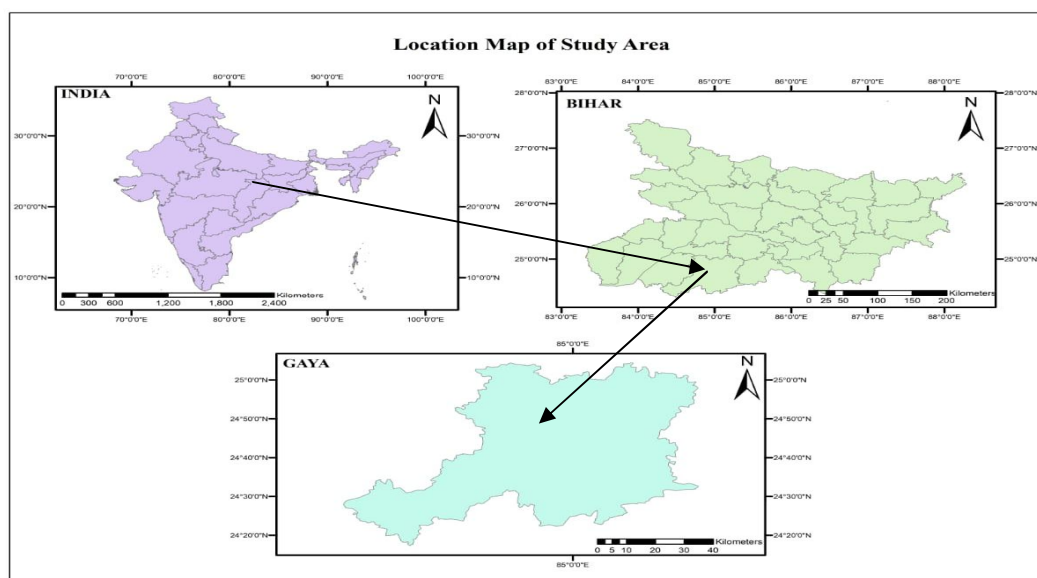 Location Map of Study Area
70°0'0"E 80°0'0"E 90°0'0"E 100°0'0"E
INDIA
N
30°0'0"N 30°0'0"N
20°0'0"N 20°0'0"N
10°0'0"N 10°0'0"N
Kilometers
0 300 600 1,200 1,800 2,400
70°0'0"E 80°0'0"E 90°0'0"E 100°0'0"E
83°0'0"E 84°0'0"E 85°0'0"E 86°0'0"E 87°0'0"E 88°0'0"E
28°0'0"N 28°0'0"N
BIHAR
N
27°0'0"N 27°0'0"N
26°0'0"N 26°0'0"N
25°0'0"N 25°0'0"N
Kilometers
0 25 50 100 150 200
83°0'0"E 84°0'0"E 85°0'0"E 86°0'0"E 87°0'0"E 88°0'0"E
85°0'0"E
GAYA
N
25°0'0"N 25°0'0"N
24°50'0"N 24°50'0"N
24°40'0"N 24°40'0"N
24°30'0"N 24°30'0"N
24°20'0"N 24°20'0"N
Kilometers
0 5 10 20 30 40
85°0'0"E